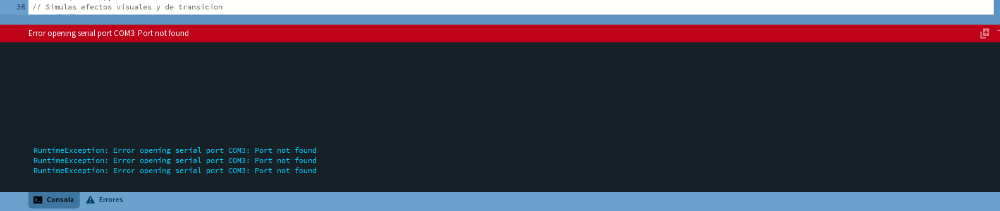 38 // Simulas efectos visuales y de transicion
Error opening serial port COM3: Port not found
RuntimeException: Error opening serial port COM3: Port not found
RuntimeException: Error opening serial port COM3: Port not found
RuntimeException: Error opening serial port COM3: Port not found
Consola Errores